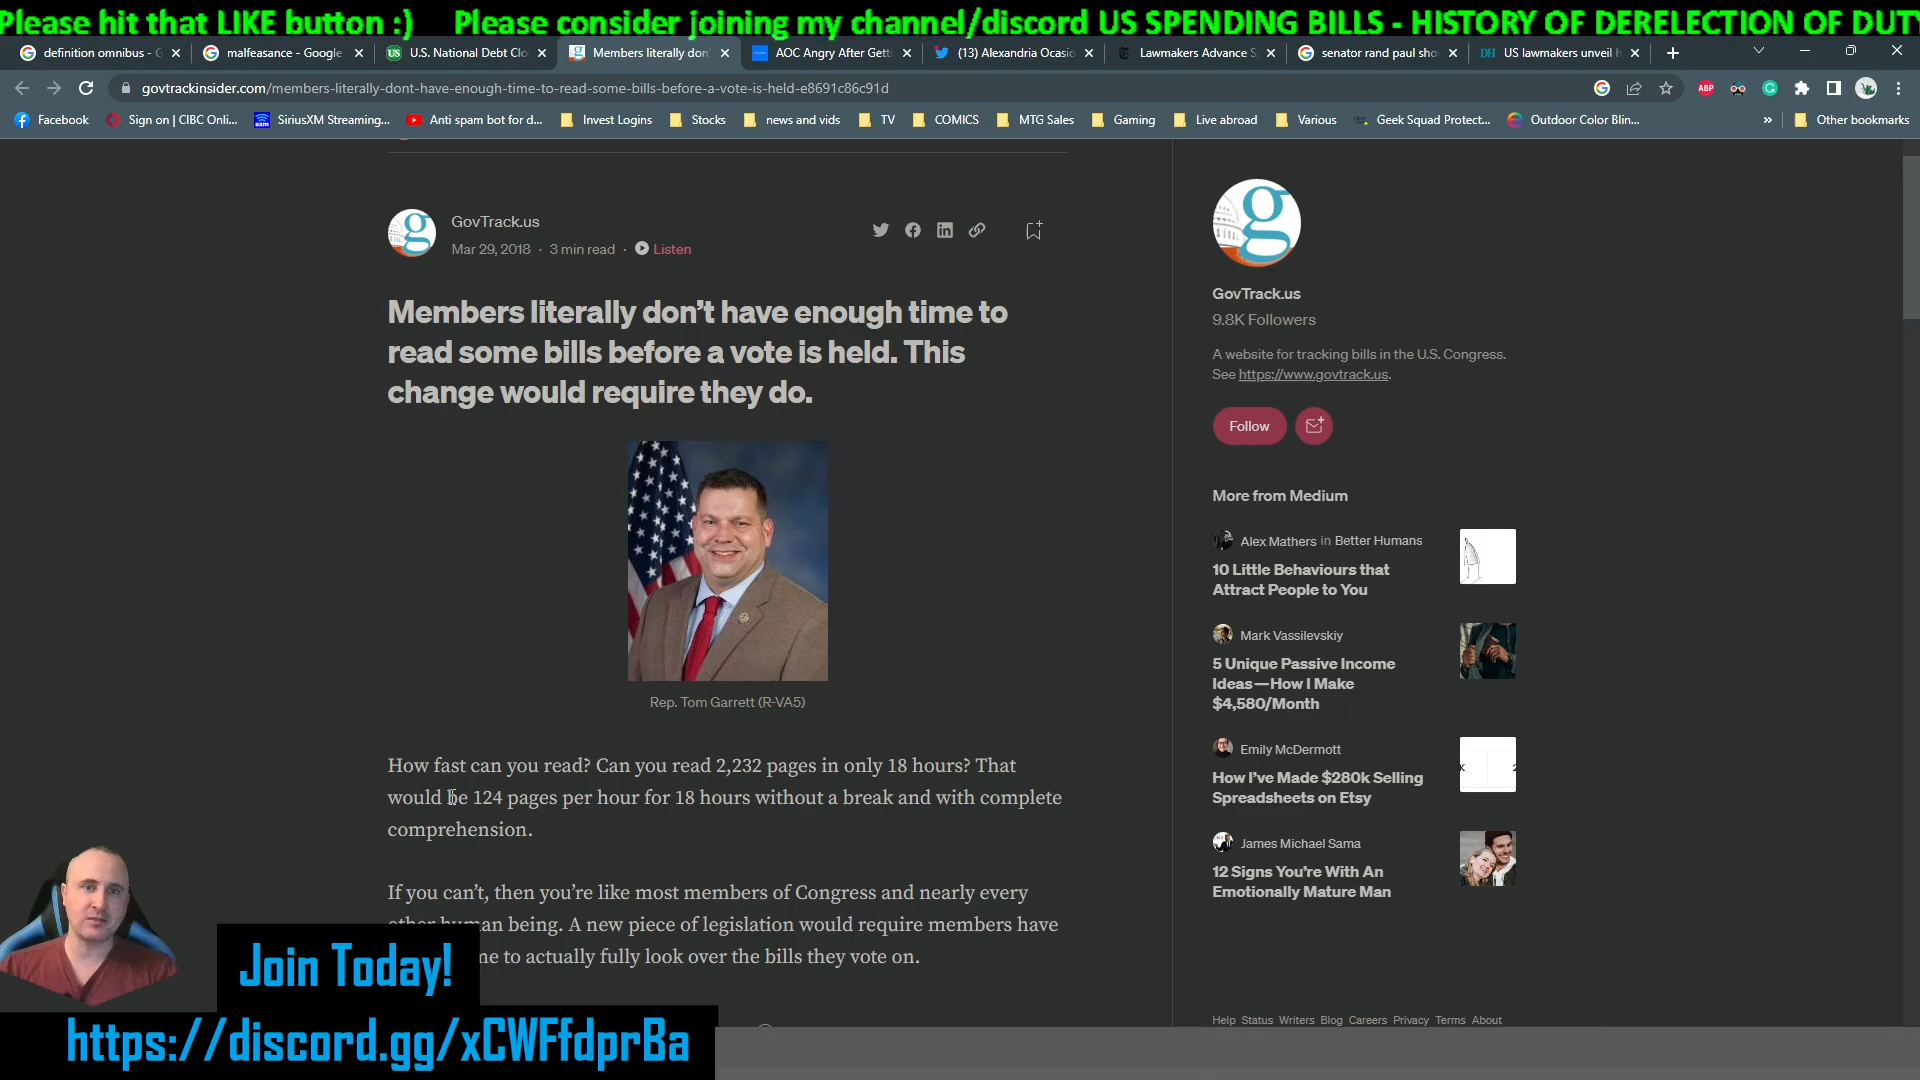 Please hit that LIKE button :) Please consider joining my channel/discord US SPENDING BILLS - HISTORY OF DERELECTION OF DUT
definition omnibus - G
malfeasance - Google
U.S. National Debt Clo
Members literally don'
AOC Angry After Getti
(13) Alexandria Ocasio
Lawmakers Advance S
senator rand paul sho
US lawmakers unveil h
govtrackinsider.com/members-literally-dont-have-enough-time-to-read-some-bills-before-a-vote-is-held-e8691c86c91d
Facebook
Sign on | CIBC Onli...
SiriusXM Streaming...
Anti spam bot for d...
Invest Logins
Stocks
news and vids
TV
COMICS
MTG Sales
Gaming
Live abroad
Various
Geek Squad Protect...
Outdoor Color Blin...
»
Other bookmarks
GovTrack.us
Mar 29, 2018 · 3 min read · Listen
Members literally don't have enough time to
read some bills before a vote is held. This
change would require they do.
Rep. Tom Garrett (R-VA5)
How fast can you read? Can you read 2,232 pages in only 18 hours? That
would be 124 pages per hour for 18 hours without a break and with complete
comprehension.
If you can't, then you're like most members of Congress and nearly every
other human being. A new piece of legislation would require members have
me to actually fully look over the bills they vote on.
GovTrack.us
9.8K Followers
A website for tracking bills in the U.S. Congress.
See https://www.govtrack.us.
Follow
More from Medium
Alex Mathers in Better Humans
10 Little Behaviours that
Attract People to You
Mark Vassilevskiy
5 Unique Passive Income
Ideas—How I Make
$4,580/Month
Emily McDermott
How I've Made $280k Selling
Spreadsheets on Etsy
James Michael Sama
12 Signs You're With An
Emotionally Mature Man
Help Status Writers Blog Careers Privacy Terms About
Join Today!
https://discord.gg/xCWFfdprBa